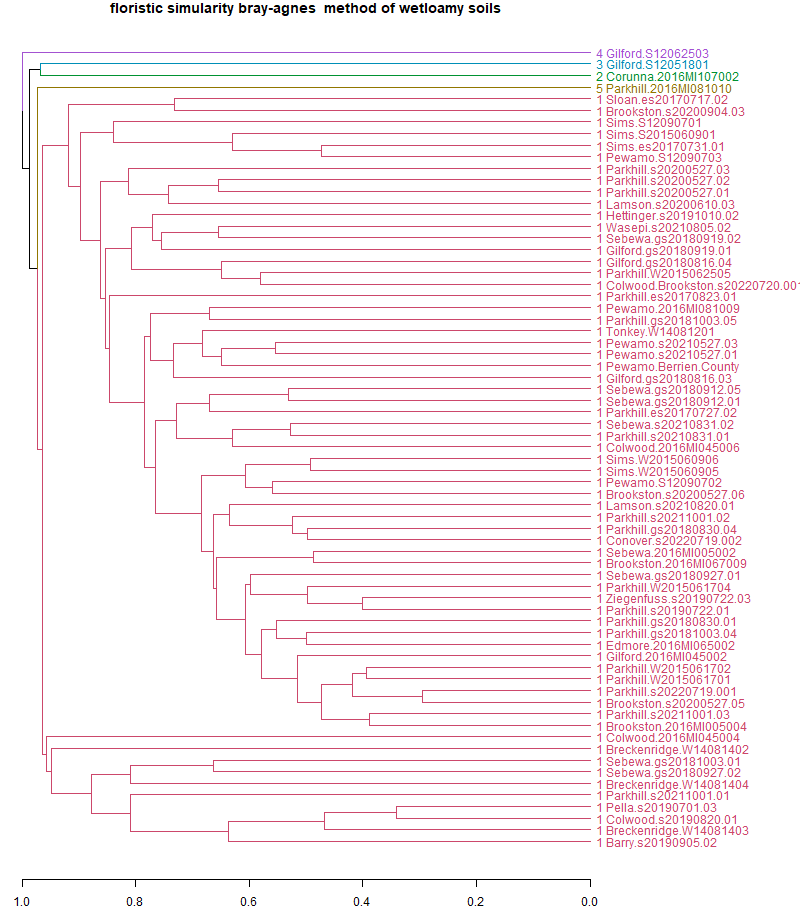 floristic simularity bray-agnes  method of wetloamy soils
4 Gilford.S12062503
3 Gilford.S12051801
2 Corunna.2016MI107002
5 Parkhill.2016MI081010
1 Sloan.es20170717.02
1 Brookston.s20200904.03
1 Sims.S12090701
1 Sims.S2015060901
1 Sims.es20170731.01
1 Pewamo.S12090703
1 Parkhill.s20200527.03
1 Parkhill.s20200527.02
1 Parkhill.s20200527.01
1 Lamson.s20200610.03
1 Hettinger.s20191010.02
1 Wasepi.s20210805.02
1 Sebewa.gs20180919.02
1 Gilford.gs20180919.01
1 Gilford.gs20180816.04
1 Parkhill.W2015062505
1 Colwood.Brookston.s20220720.001
1 Parkhill.es20170823.01
1 Pewamo.2016MI081009
1 Parkhill.gs20181003.05
1 Tonkey.W14081201
1 Pewamo.s20210527.03
1 Pewamo.s20210527.01
1 Pewamo.Berrien.County
1 Gilford.gs20180816.03
1 Sebewa.gs20180912.05
1 Sebewa.gs20180912.01
1 Parkhill.es20170727.02
1 Sebewa.s20210831.02
1 Parkhill.s20210831.01
1 Colwood.2016MI045006
1 Sims.W2015060906
1 Sims.W2015060905
1 Pewamo.S12090702
1 Brookston.s20200527.06
1 Lamson.s20210820.01
1 Parkhill.s20211001.02
1 Parkhill.gs20180830.04
1 Conover.s20220719.002
1 Sebewa.2016MI005002
1 Brookston.2016MI067009
1 Sebewa.gs20180927.01
1 Parkhill.W2015061704
1 Ziegenfuss.s20190722.03
1 Parkhill.s20190722.01
1 Parkhill.gs20180830.01
1 Parkhill.gs20181003.04
1 Edmore.2016MI065002
1 Gilford.2016MI045002
1 Parkhill.W2015061702
1 Parkhill.W2015061701
1 Parkhill.s20220719.001
1 Brookston.s20200527.05
1 Parkhill.s20211001.03
1 Brookston.2016MI005004
1 Colwood.2016MI045004
1 Breckenridge.W14081402
1 Sebewa.gs20181003.01
1 Sebewa.gs20180927.02
1 Breckenridge.W14081404
1 Parkhill.s20211001.01
1 Pella.s20190701.03
1 Colwood.s20190820.01
1 Breckenridge.W14081403
1 Barry.s20190905.02
1.0 0.8 0.6 0.4 0.2 0.0